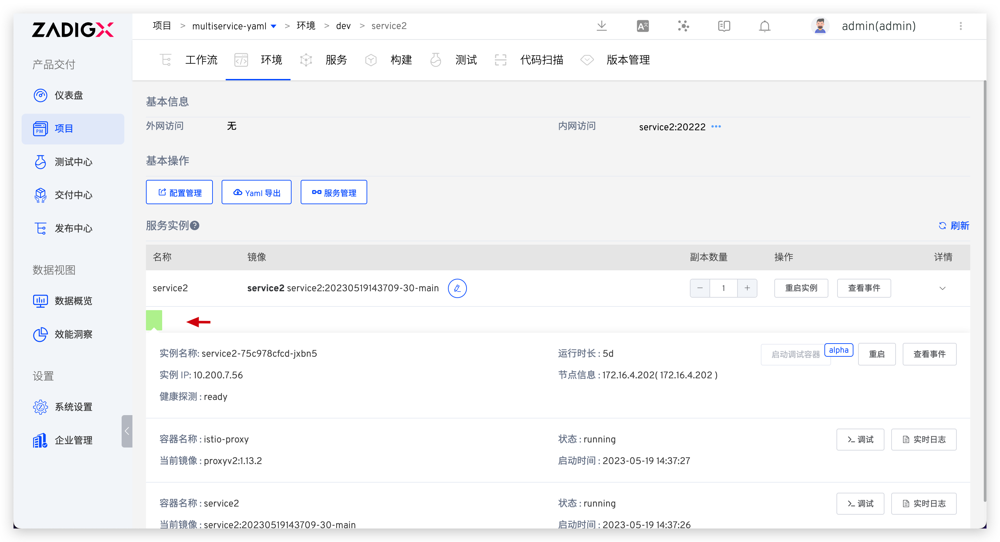 ZADIGX
项目 > multiservice-yaml > 环境 > dev > service2
admin(admin)
工作流 环境 服务 构建 测试 代码扫描 版本管理
产品交付
仪表盘
PM 项目
测试中心
交付中心
发布中心
数据视图
数据概览
效能洞察
设置
系统设置
企业管理
基本信息
外网访问 无 内网访问 service2:20222 •••
基本操作
配置管理 Yaml 导出 服务管理
服务实例? 刷新
名称 镜像 副本数量 操作 详情
service2 service2 service2:20230519143709-30-main − 1 + 重启实例 查看事件
实例名称: service2-75c978cfcd-jxbn5 运行时长 : 5d 启动调试容器 alpha 重启 查看事件
实例 IP: 10.200.7.56 节点信息 : 172.16.4.202( 172.16.4.202 )
健康探测 : ready
容器名称 : istio-proxy 状态 : running >_ 调试 实时日志
当前镜像 : proxyv2:1.13.2 启动时间 : 2023-05-19 14:37:27
容器名称 : service2 状态 : running >_ 调试 实时日志
当前镜像 : service2:20230519143709-30-main 启动时间 : 2023-05-19 14:37:26